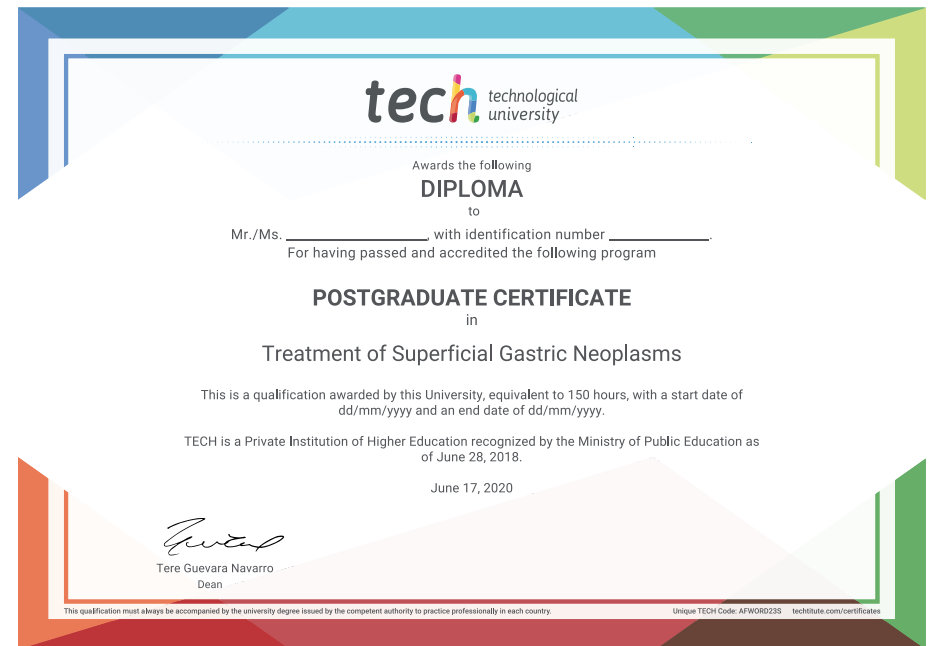 tech technological
university
Awards the following
DIPLOMA
to
Mr./Ms. ____________________, with identification number ______________.
For having passed and accredited the following program
POSTGRADUATE CERTIFICATE
in
Treatment of Superficial Gastric Neoplasms
This is a qualification awarded by this University, equivalent to 150 hours, with a start date of
dd/mm/yyyy and an end date of dd/mm/yyyy.
TECH is a Private Institution of Higher Education recognized by the Ministry of Public Education as
of June 28, 2018.
June 17, 2020
Tere Guevara Navarro
Dean
This qualification must always be accompanied by the university degree issued by the competent authority to practice professionally in each country.
Unique TECH Code: AFWORD23S techtitute.com/certificates